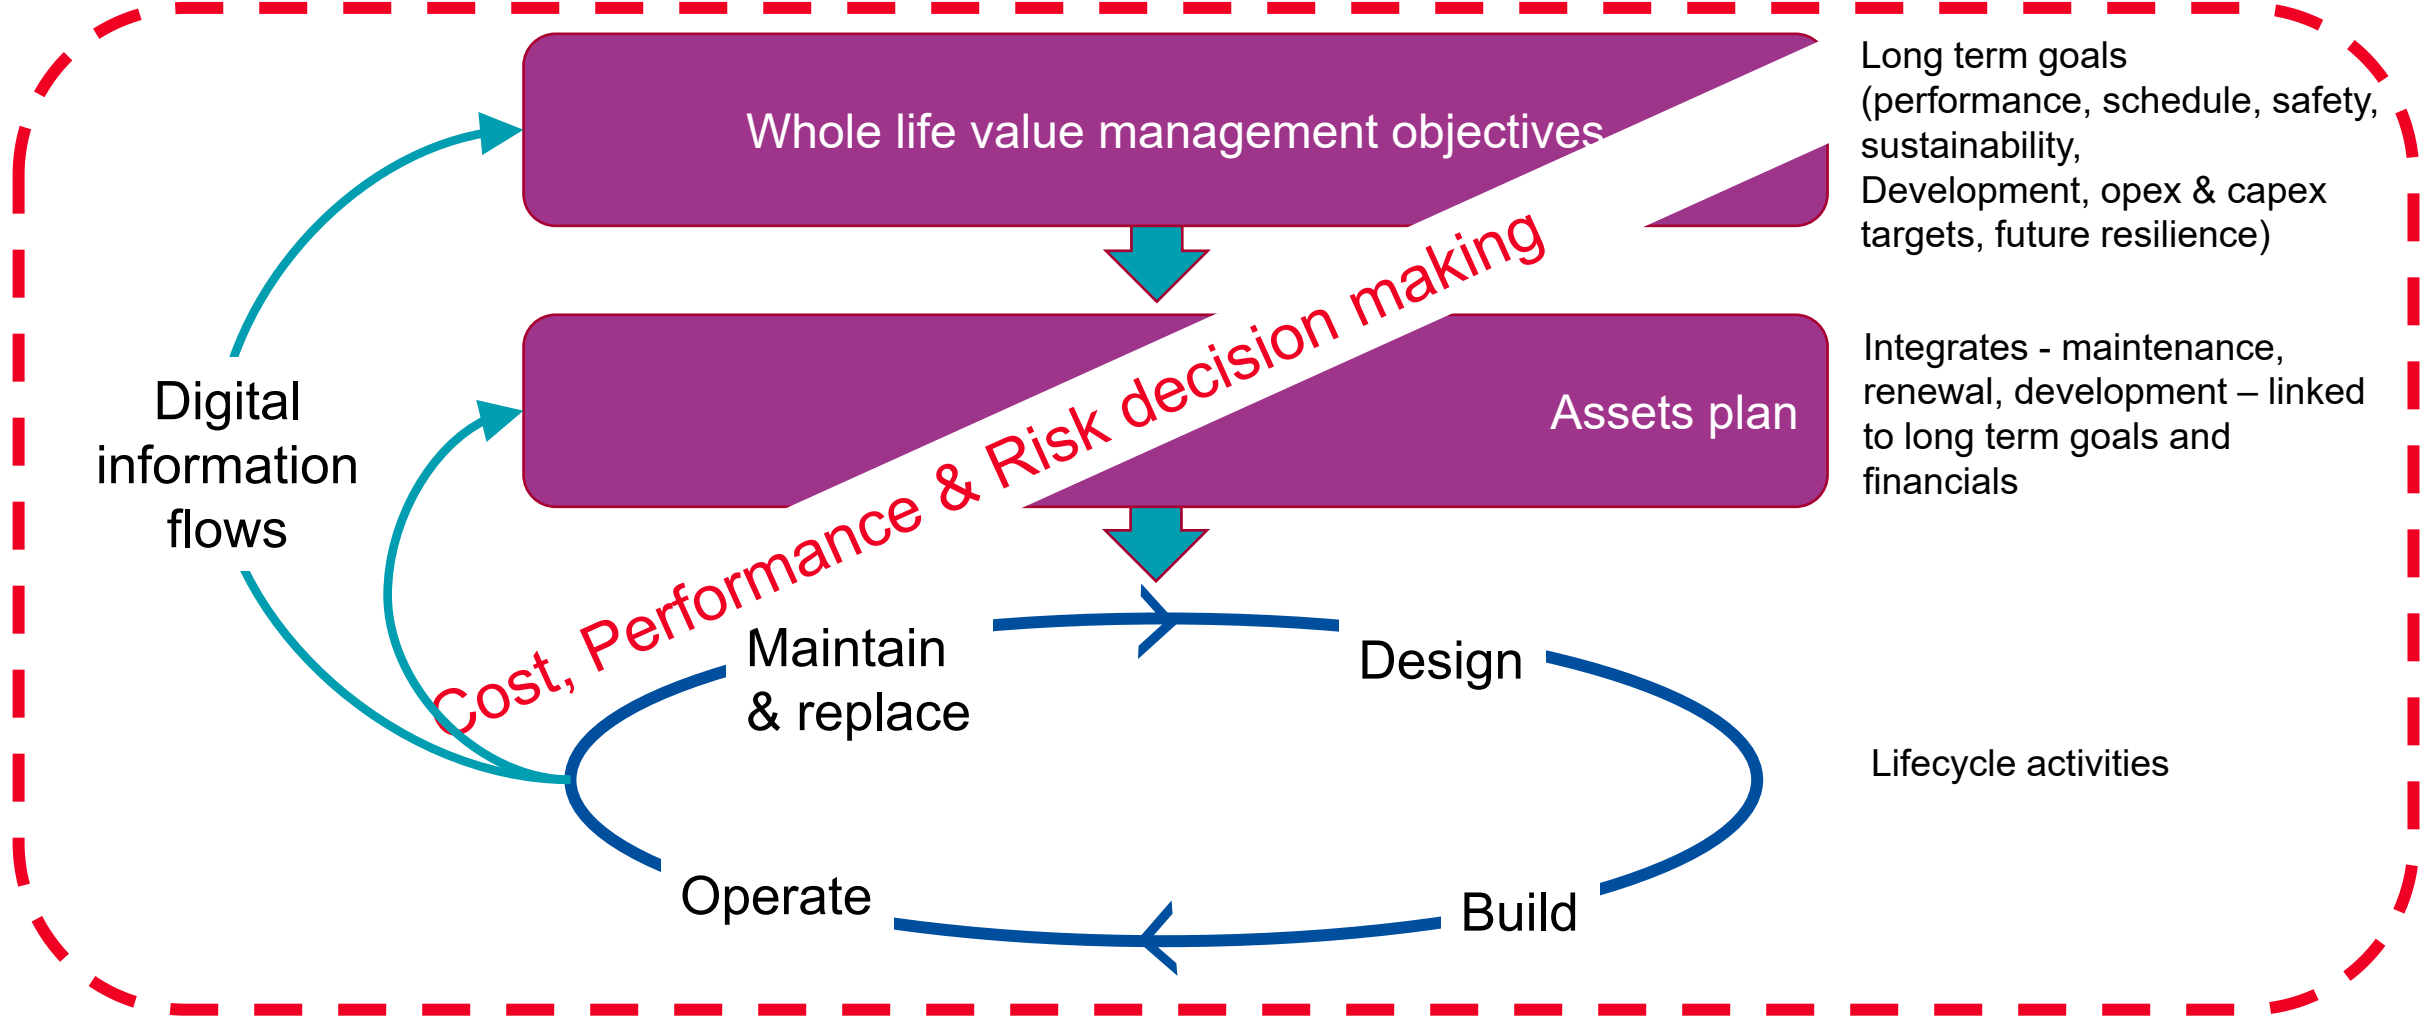 Whole life value management objectives
Long term goals
(performance, schedule, safety,
sustainability,
Development, opex & capex
targets, future resilience)
Cost, Performance & Risk decision making
Digital
information
flows
Assets plan
Integrates - maintenance,
renewal, development – linked
to long term goals and
financials
Maintain
& replace
Design
Lifecycle activities
Operate
Build